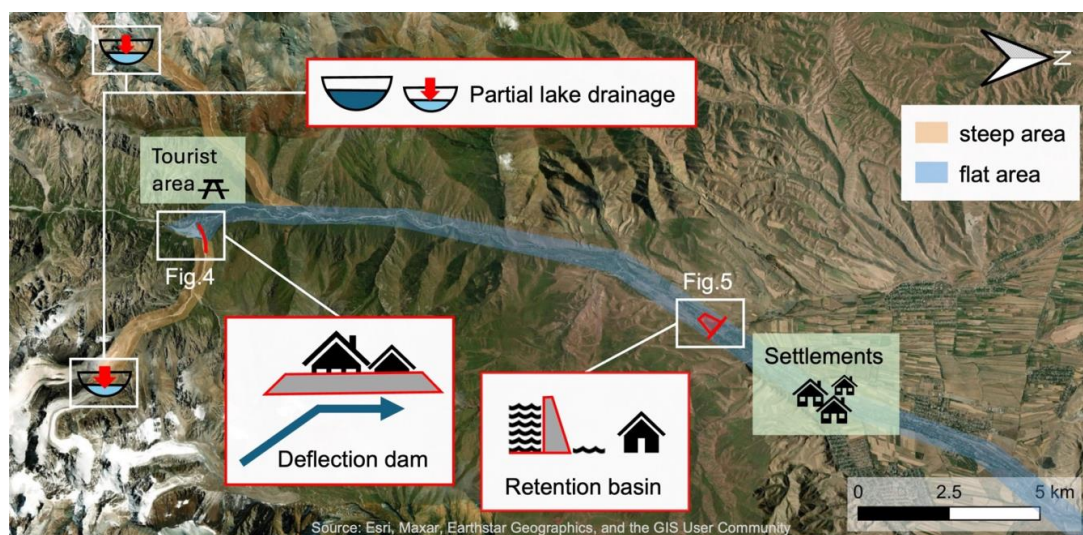 Partial lake drainage
N
steep area
flat area
Tourist
area
Fig.4
Fig.5
Settlements
Deflection dam
Retention basin
0 2.5 5 km
Source: Esri, Maxar, Earthstar Geographics, and the GIS User Community